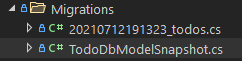 Migrations
C# 20210712191323_todos.cs
C# TodoDbModelSnapshot.cs